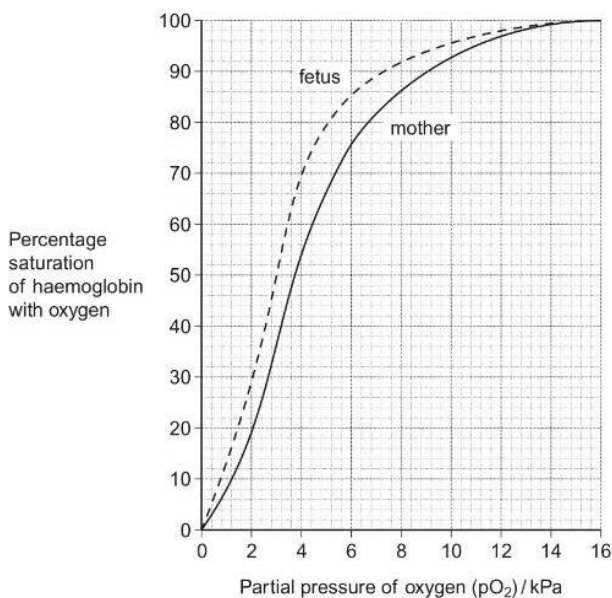 100
90
80
70
60
50
40
30
20
10
0
fetus
mother
Percentage
saturation
of haemoglobin
with oxygen
0 2 4 6 8 10 12 14 16
Partial pressure of oxygen (pO₂) / kPa